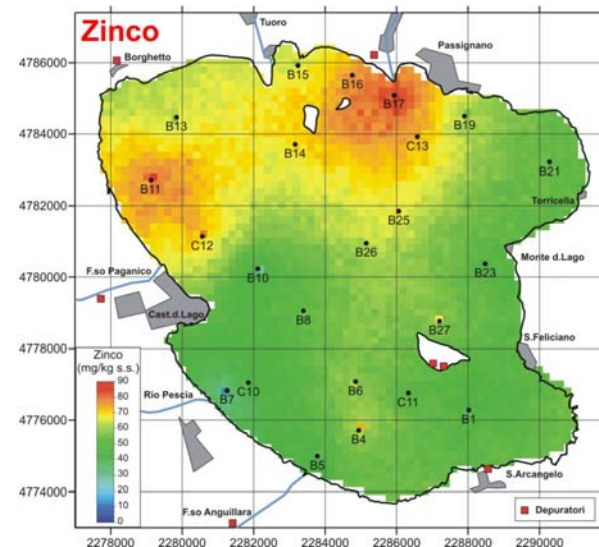 Zinco
Tuoro
Borghetto
Passignano
4786000
B15
B16
B17
B13
B19
4784000
B14
C13
B21
B11
Torricella
4782000
B25
C12
B26
Monte d.Lago
4780000
F.so Paganico
B10
B23
Cast.d.Lago
B8
B27
4778000
S.Feliciano
Zinco
(mg/kg s.s.)
90
80
70
60
50
40
30
20
10
0
Rio Pescia
B7
C10
B6
C11
B1
4776000
B4
B5
S.Arcangelo
4774000
F.so Anguillara
Depuratori
2278000 2280000 2282000 2284000 2286000 2288000 2290000